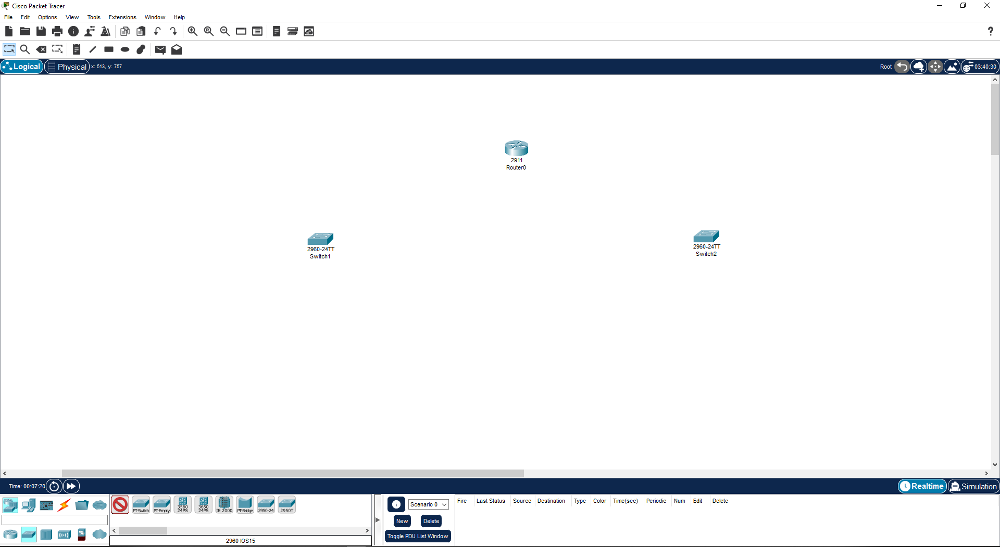 Cisco Packet Tracer
File Edit Options View Tools Extensions Window Help
?
Logical Physical x: 513, y: 757 Root 03:40:30
2911
Router0
2960-24TT
Switch1
2960-24TT
Switch2
Time: 00:07:20 Realtime Simulation
PT-Switch PT-Empty 3560 24PS 3650 24PS IE 2000 PT-Bridge 2950-24 2950T
2960 IOS15
Scenario 0
New Delete
Toggle PDU List Window
Fire Last Status Source Destination Type Color Time(sec) Periodic Num Edit Delete